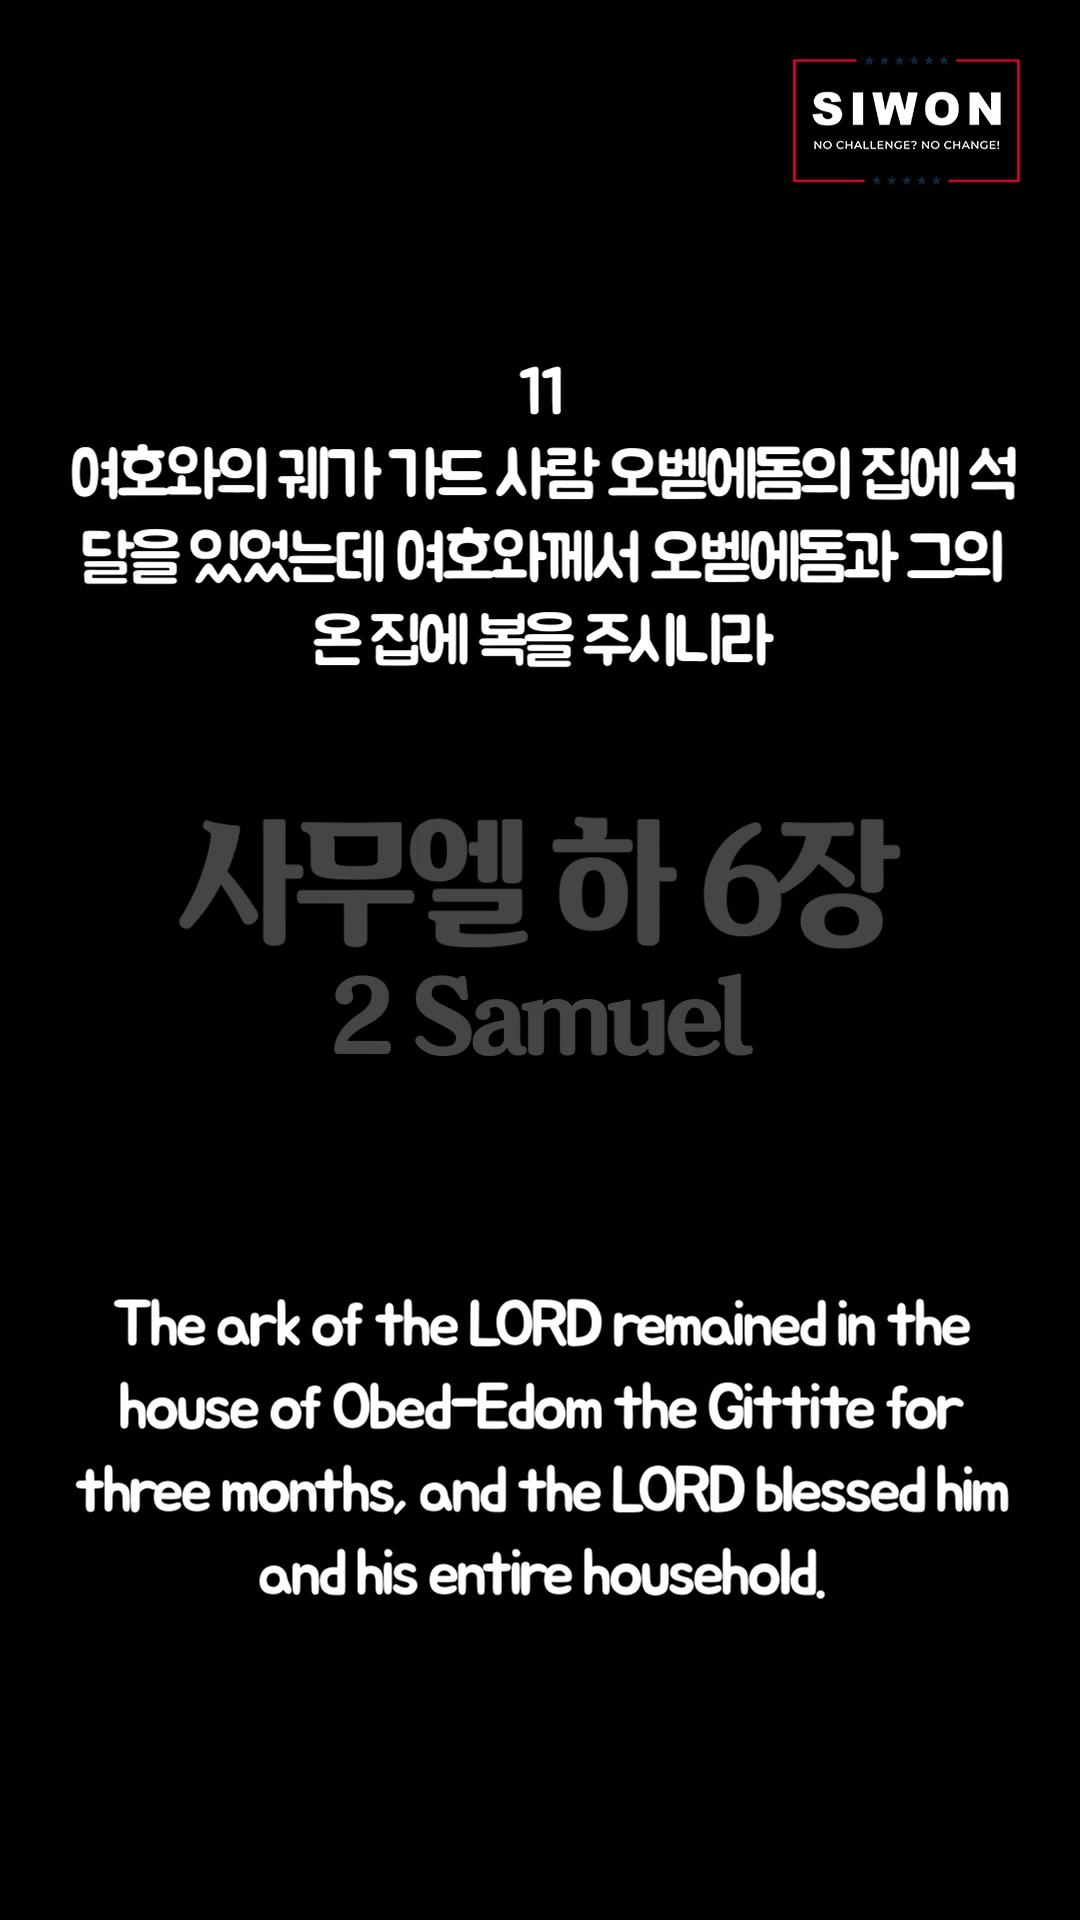 SIWON
NO CHALLENGE? NO CHANGE!
11
여호와의 궤가 가드 사람 오벧에돔의 집에 석
달을 있었는데 여호와께서 오벧에돔과 그의
온 집에 복을 주시니라
사무엘 하 6장
2 Samuel
The ark of the LORD remained in the
house of Obed-Edom the Gittite for
three months, and the LORD blessed him
and his entire household.